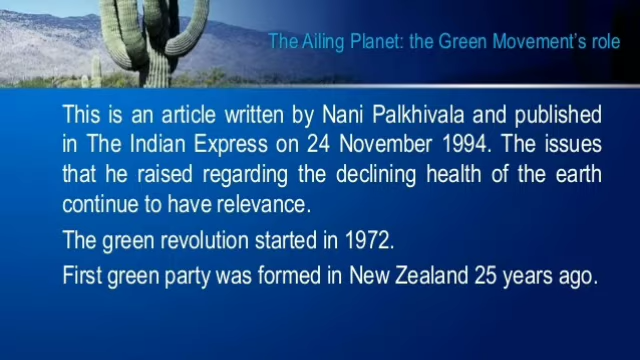 The Ailing Planet: the Green Movement's role
This is an article written by Nani Palkhivala and published
in The Indian Express on 24 November 1994. The issues
that he raised regarding the declining health of the earth
continue to have relevance.
The green revolution started in 1972.
First green party was formed in New Zealand 25 years ago.